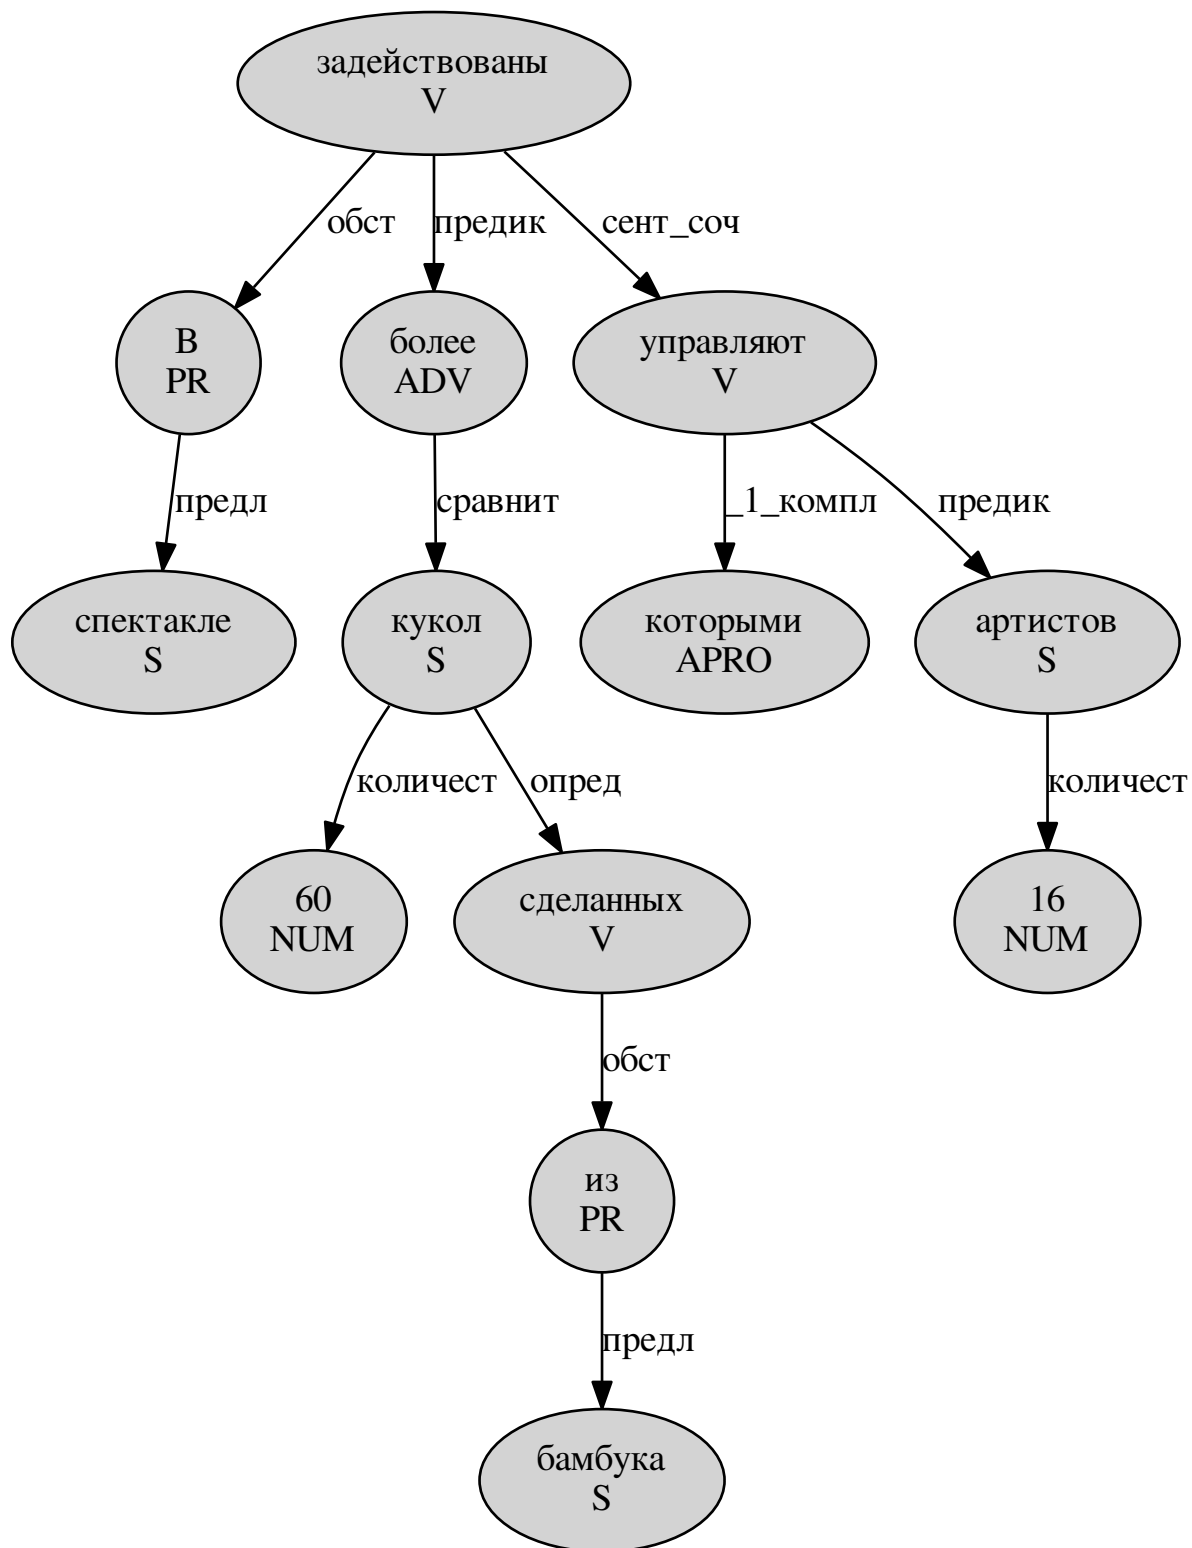 задействованы
V
обст
предик
сент_соч
В
PR
более
ADV
управляют
V
предл
сравнит
_1_компл
предик
спектакле
S
кукол
S
которыми
APRO
артистов
S
количест
опред
количест
60
NUM
сделанных
V
16
NUM
обст
из
PR
предл
бамбука
S